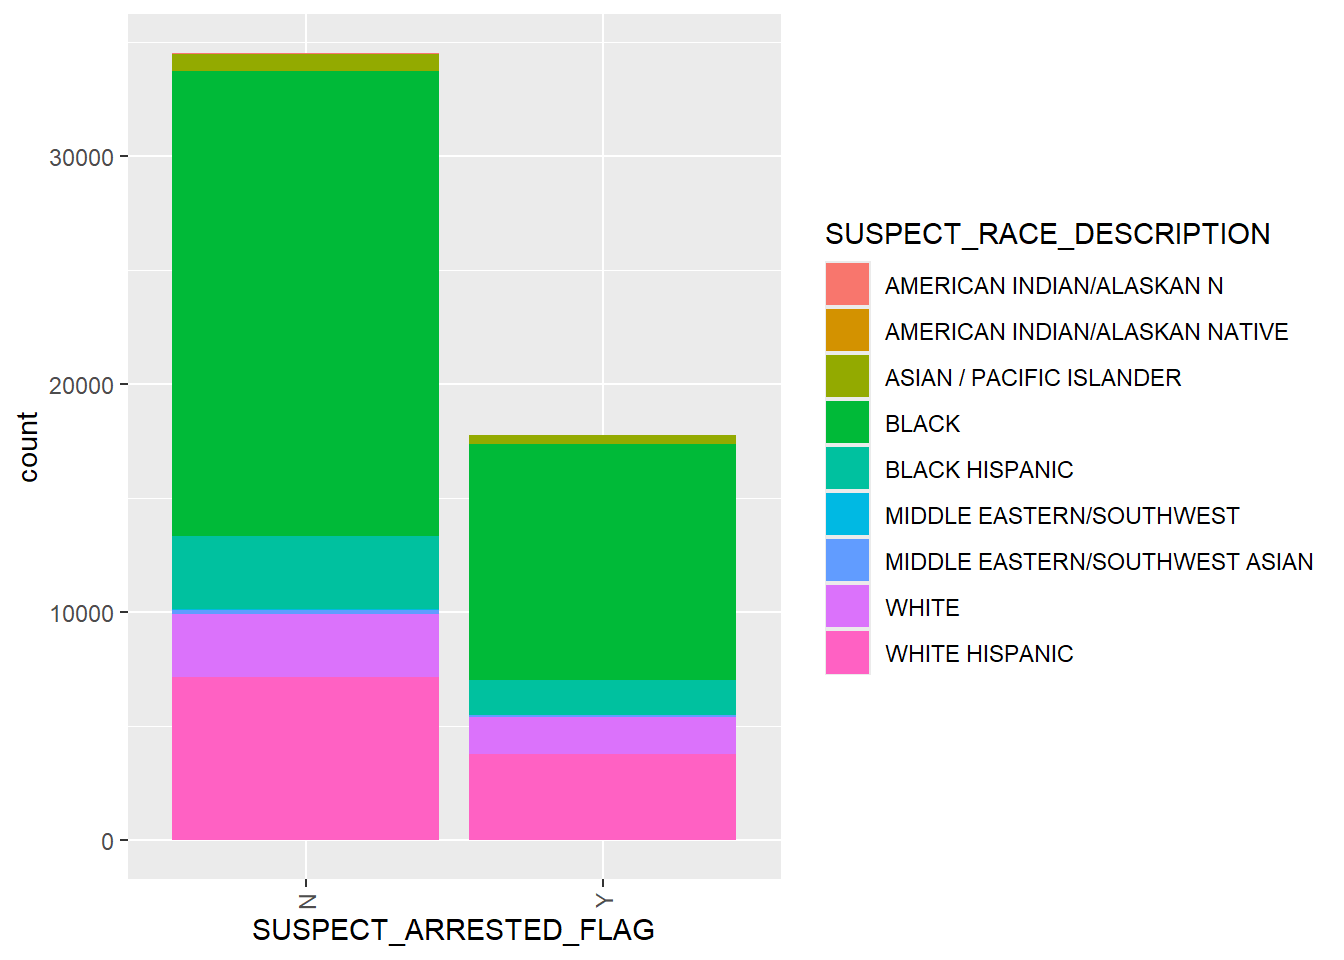 30000
20000
10000
0
count
N
Y
SUSPECT_ARRESTED_FLAG
SUSPECT_RACE_DESCRIPTION
AMERICAN INDIAN/ALASKAN N
AMERICAN INDIAN/ALASKAN NATIVE
ASIAN / PACIFIC ISLANDER
BLACK
BLACK HISPANIC
MIDDLE EASTERN/SOUTHWEST
MIDDLE EASTERN/SOUTHWEST ASIAN
WHITE
WHITE HISPANIC